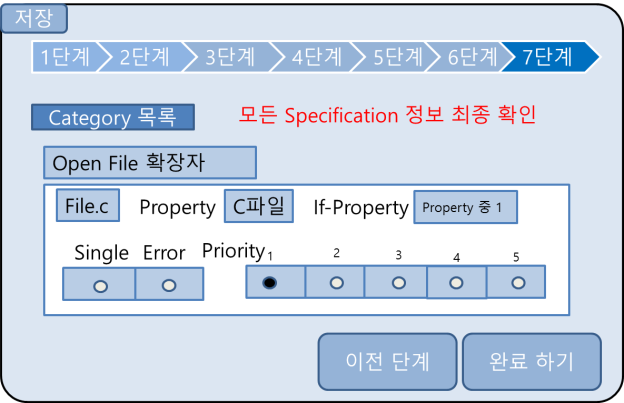 저장
1단계 2단계 3단계 4단계 5단계 6단계 7단계
Category 목록 모든 Specification 정보 최종 확인
Open File 확장자
File.c Property C파일 If-Property Property 중 1
Single Error Priority 1 2 3 4 5
이전 단계 완료 하기